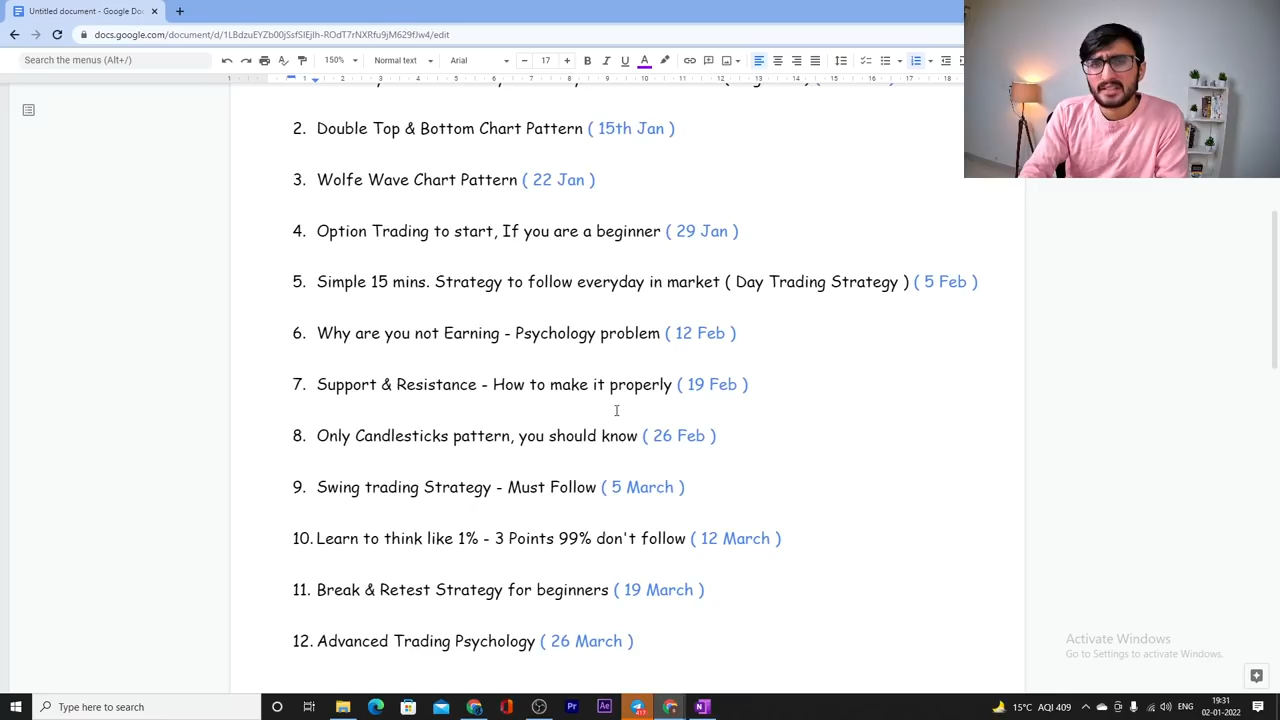 Untitled document - Google Doc
docs.google.com/document/d/
Search the menus (Alt+/)
150%
Normal text
Arial
17
2. Double Top & Bottom Chart Pattern ( 15th Jan )
3. Wolfe Wave Chart Pattern ( 22 Jan )
4. Option Trading to start, If you are a beginner ( 29 Jan )
5. Simple 15 mins. Strategy to follow everyday in market ( Day Trading Strategy ) ( 5 Feb )
6. Why are you not Earning - Psychology problem ( 12 Feb )
7. Support & Resistance - How to make it properly ( 19 Feb )
8. Only Candlesticks pattern, you should know ( 26 Feb )
9. Swing trading Strategy - Must Follow ( 5 March )
10. Learn to think like 1% - 3 Points 99% don't follow ( 12 March )
11. Break & Retest Strategy for beginners ( 19 March )
12. Advanced Trading Psychology ( 26 March )
Activate Windows
Go to Settings to activate Windows.
Type here to search
Pr
Ae
417
15°C AQI 409
ENG
19:31
02-01-2022